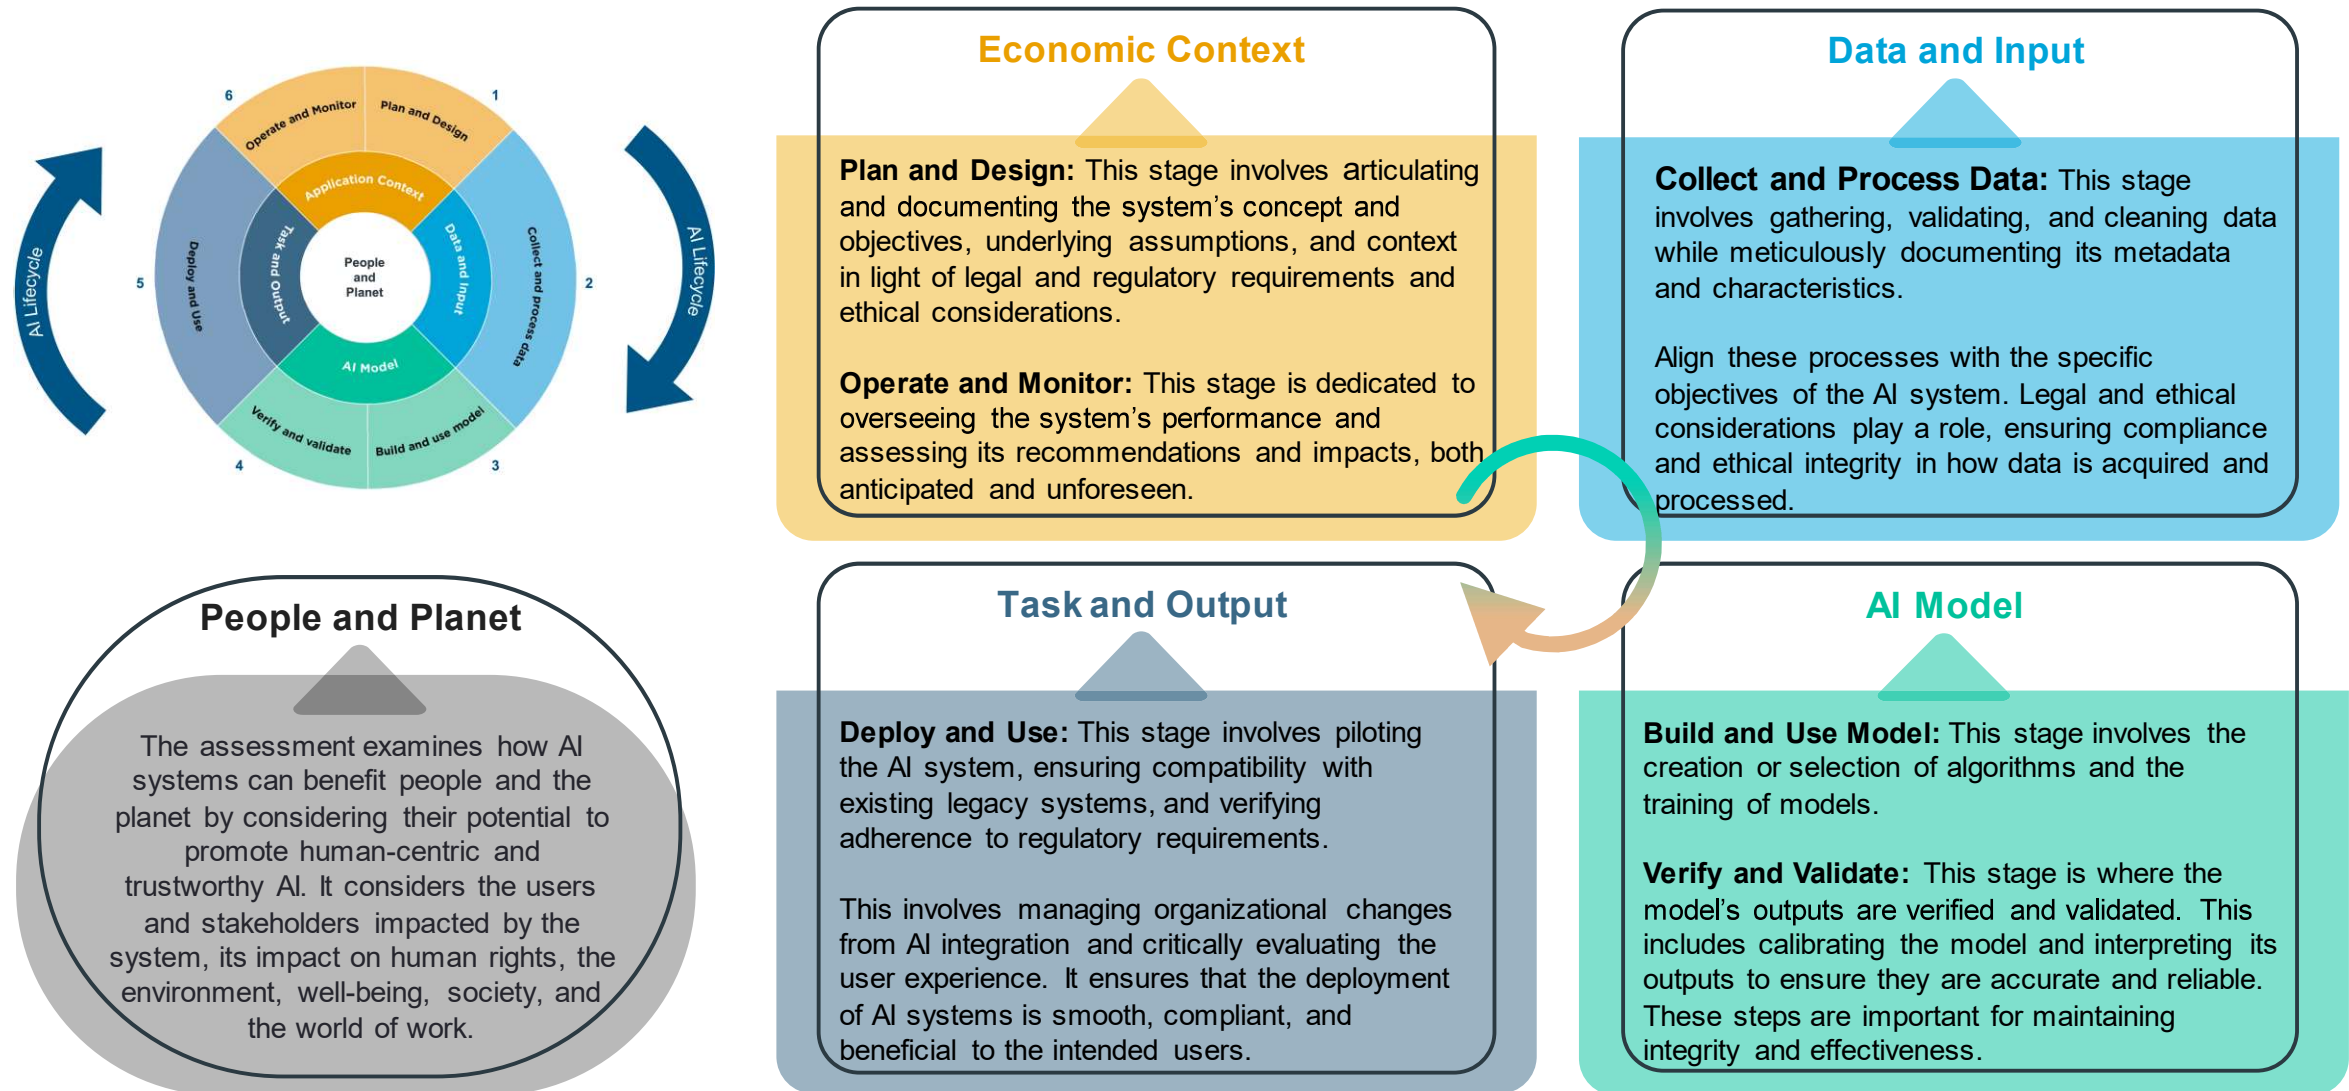 6
1
Operate and Monitor
Plan and Design
Application Context
AI Lifecycle
Deploy and Use
Task and Output
People
and
Planet
Data and Input
Collect and process data
AI Lifecycle
5
2
AI Model
Verify and validate
Build and use model
4
3
Economic Context
Plan and Design: This stage involves articulating
and documenting the system’s concept and
objectives, underlying assumptions, and context
in light of legal and regulatory requirements and
ethical considerations.
Operate and Monitor: This stage is dedicated to
overseeing the system’s performance and
assessing its recommendations and impacts, both
anticipated and unforeseen.
Data and Input
Collect and Process Data: This stage
involves gathering, validating, and cleaning data
while meticulously documenting its metadata
and characteristics.
Align these processes with the specific
objectives of the AI system. Legal and ethical
considerations play a role, ensuring compliance
and ethical integrity in how data is acquired and
processed.
People and Planet
The assessment examines how AI
systems can benefit people and the
planet by considering their potential to
promote human-centric and
trustworthy AI. It considers the users
and stakeholders impacted by the
system, its impact on human rights, the
environment, well-being, society, and
the world of work.
Task and Output
Deploy and Use: This stage involves piloting
the AI system, ensuring compatibility with
existing legacy systems, and verifying
adherence to regulatory requirements.
This involves managing organizational changes
from AI integration and critically evaluating the
user experience. It ensures that the deployment
of AI systems is smooth, compliant, and
beneficial to the intended users.
AI Model
Build and Use Model: This stage involves the
creation or selection of algorithms and the
training of models.
Verify and Validate: This stage is where the
model’s outputs are verified and validated. This
includes calibrating the model and interpreting its
outputs to ensure they are accurate and reliable.
These steps are important for maintaining
integrity and effectiveness.